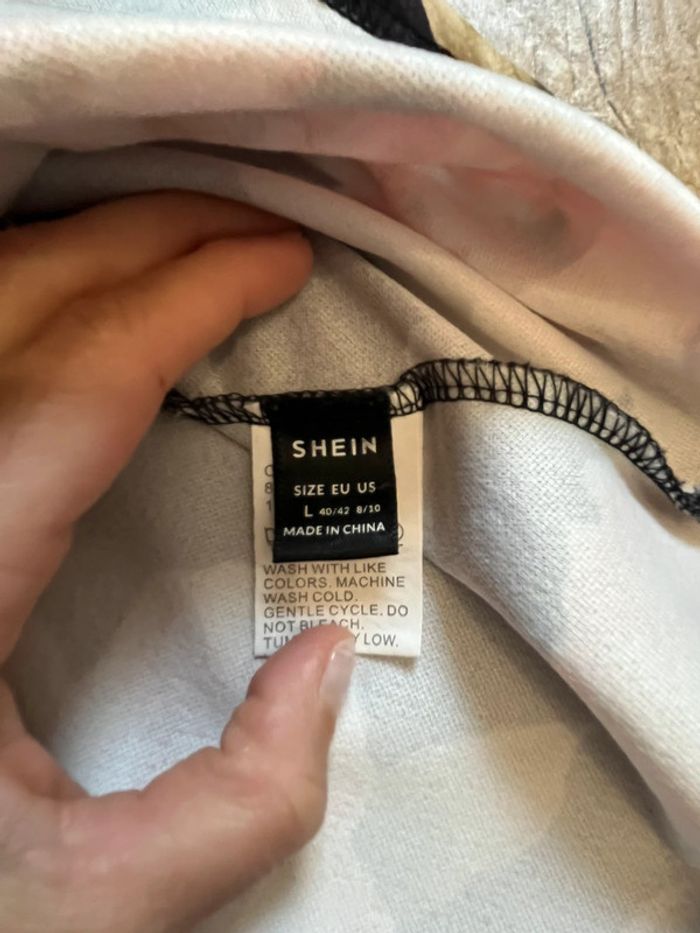 SHEIN
SIZE EU US
L 40/42 8/10
MADE IN CHINA
WASH WITH LIKE
COLORS. MACHINE
WASH COLD.
GENTLE CYCLE. DO
NOT BLEACH.
LOW.